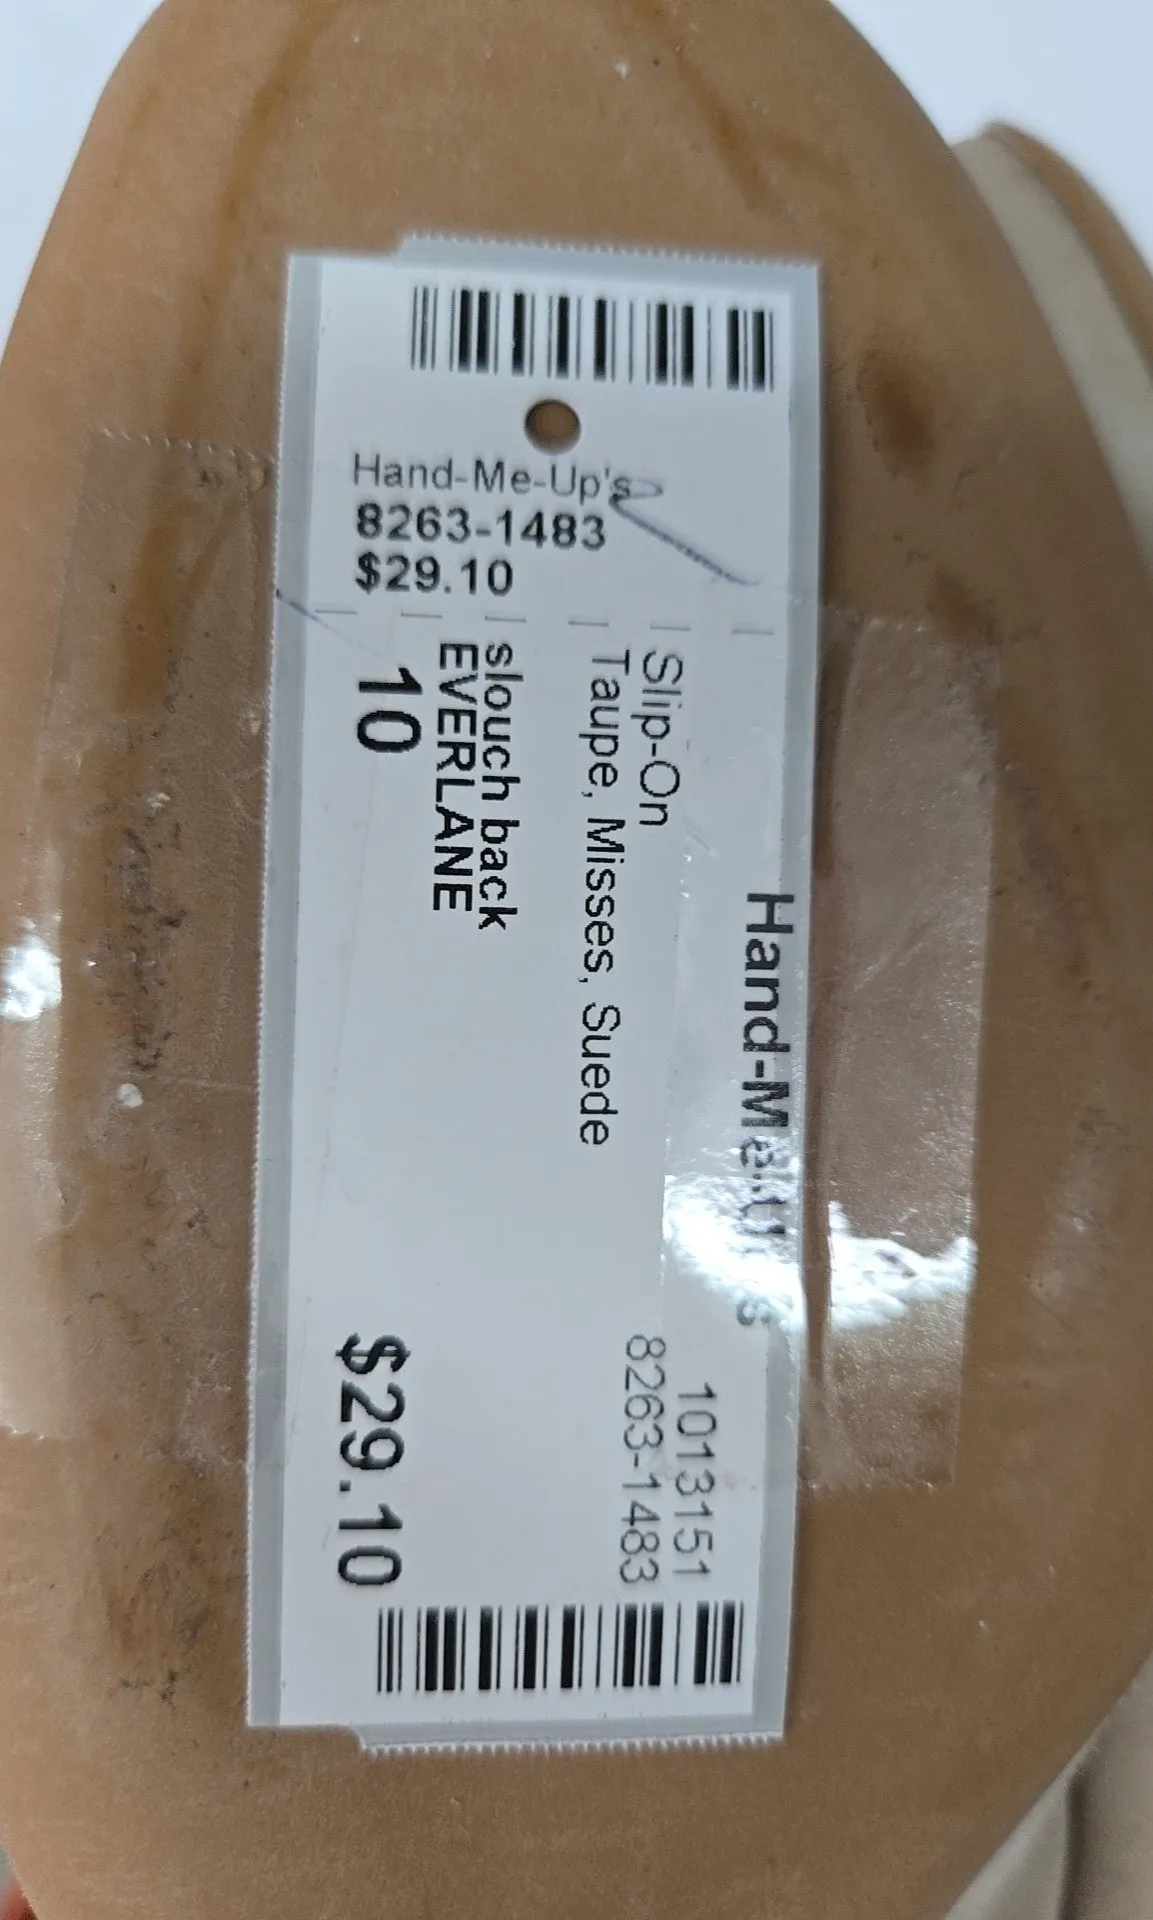 Hand-Me-Up's
8263-1483
$29.10
Hand-Me-Up's
Slip-On
1013151
Taupe, Misses, Suede
8263-1483
slouch back
EVERLANE
10
$29.10